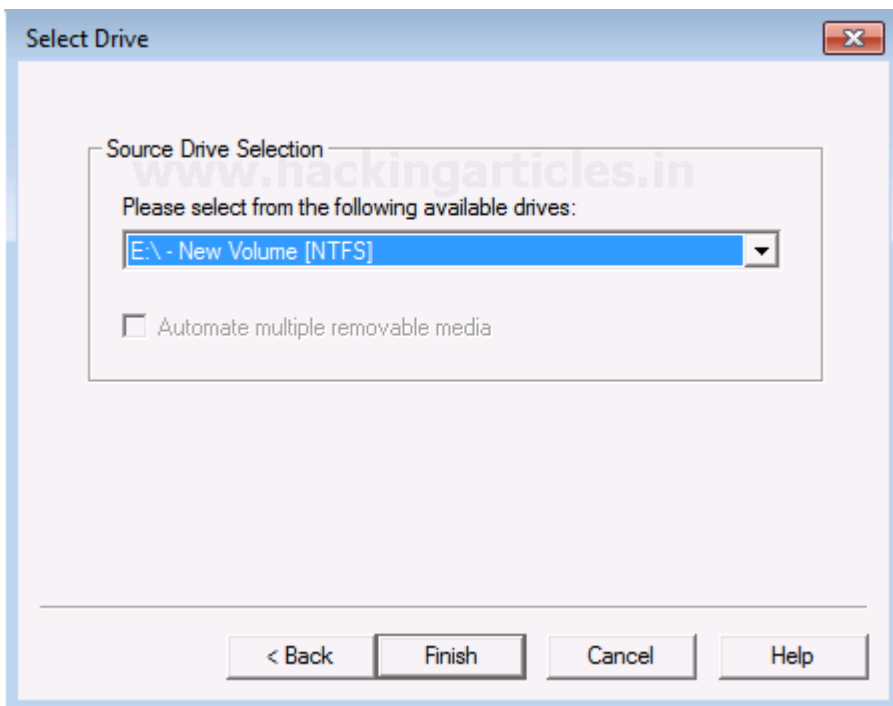 Select Drive
Source Drive Selection
www.hackingarticles.in
Please select from the following available drives:
E:\ - New Volume [NTFS]
Automate multiple removable media
< Back
Finish
Cancel
Help